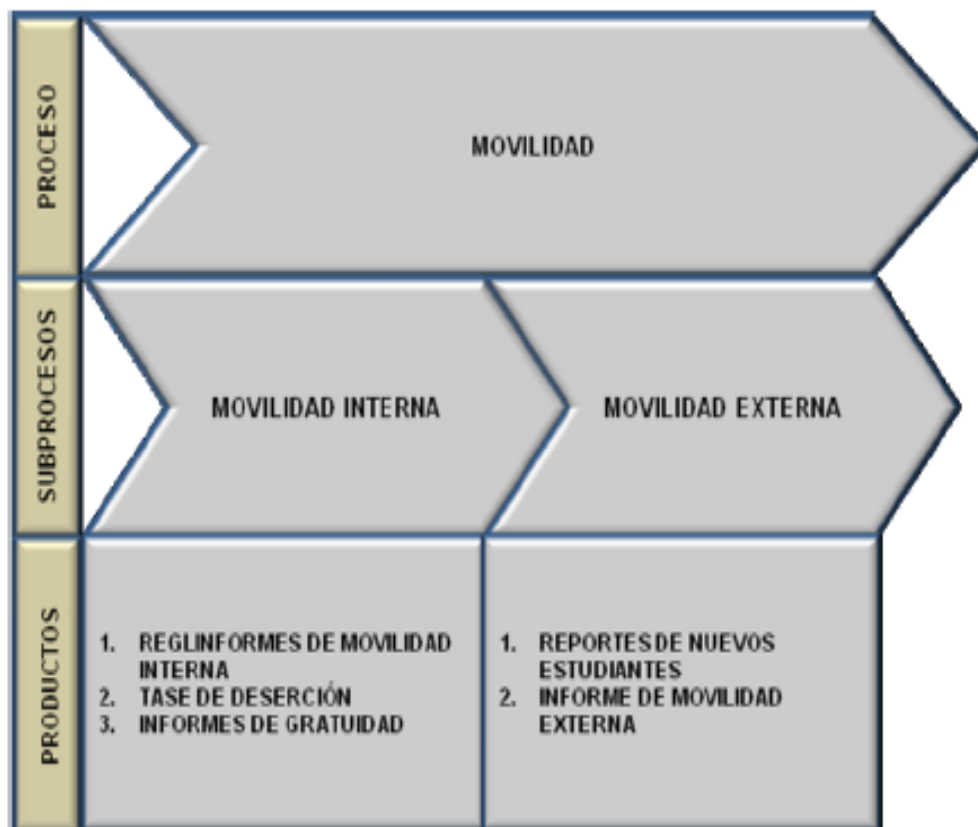 PROCESO
MOVILIDAD
SUBPROCESOS
MOVILIDAD INTERNA
MOVILIDAD EXTERNA
PRODUCTOS
1. REGLINFORMES DE MOVILIDAD
INTERNA
2. TASE DE DESERCIÓN
3. INFORMES DE GRATUIDAD
1. REPORTES DE NUEVOS
ESTUDIANTES
2. INFORME DE MOVILIDAD
EXTERNA